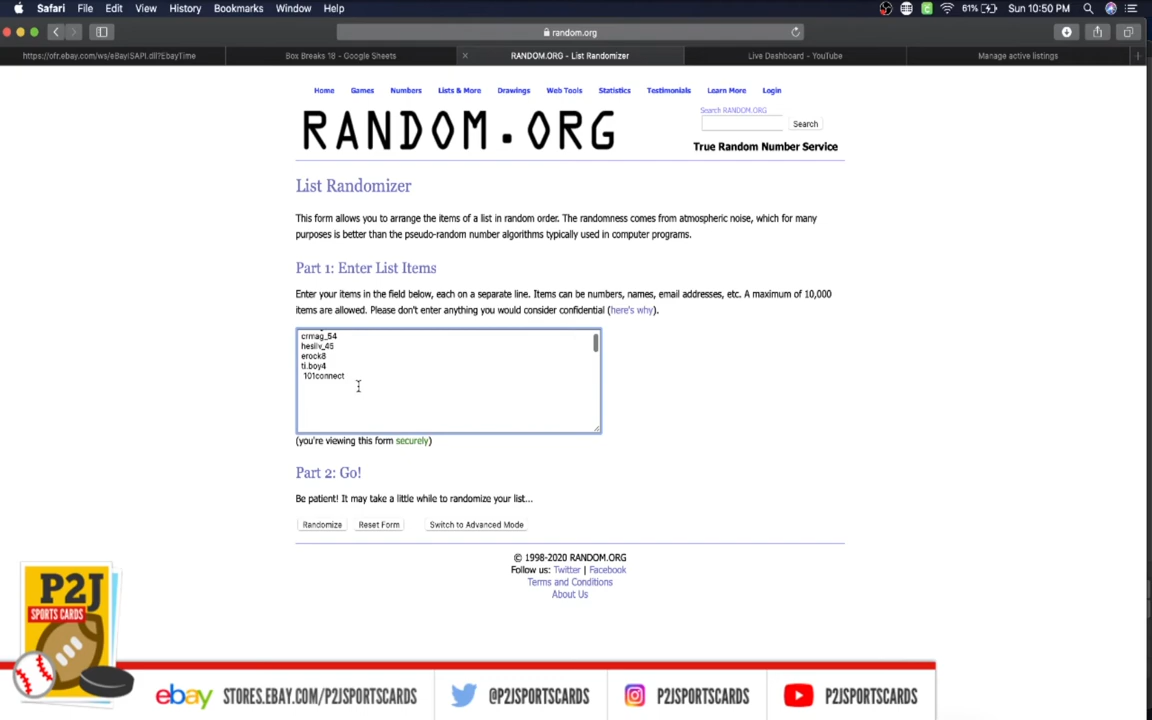 Safari File Edit View History Bookmarks Window Help 61% Sun 10:50 PM
random.org
https://ofr.ebay.com/ws/eBayISAPI.dll?EbayTime Box Breaks 18 - Google Sheets RANDOM.ORG - List Randomizer Live Dashboard - YouTube Manage active listings
Home Games Numbers Lists & More Drawings Web Tools Statistics Testimonials Learn More Login
Search RANDOM.ORG
RANDOM.ORG
Search
True Random Number Service
List Randomizer
This form allows you to arrange the items of a list in random order. The randomness comes from atmospheric noise, which for many
purposes is better than the pseudo-random number algorithms typically used in computer programs.
Part 1: Enter List Items
Enter your items in the field below, each on a separate line. Items can be numbers, names, email addresses, etc. A maximum of 10,000
items are allowed. Please don't enter anything you would consider confidential (here's why).
crmag_54
hesilv_45
erock8
ti.boy4
101connect
(you're viewing this form securely)
Part 2: Go!
Be patient! It may take a little while to randomize your list...
Randomize Reset Form Switch to Advanced Mode
© 1998-2020 RANDOM.ORG
Follow us: Twitter | Facebook
Terms and Conditions
About Us
P2J
SPORTS CARDS
ebay STORES.EBAY.COM/P2JSPORTSCARDS @P2JSPORTSCARDS P2JSPORTSCARDS P2JSPORTSCARDS